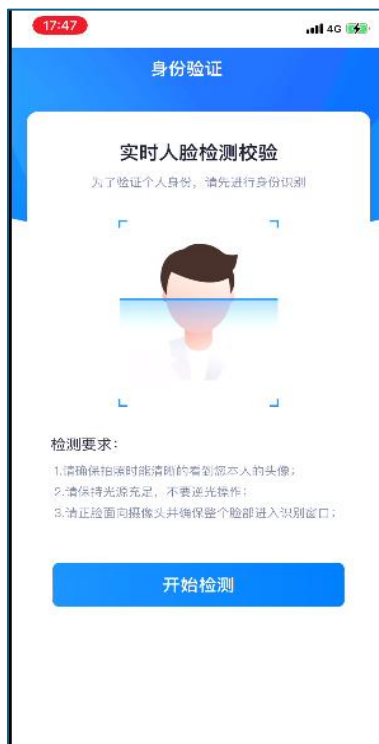 17:47
4G
身份验证
实时人脸检测校验
为了验证个人身份，请先进行身份识别
检测要求：
1.请确保拍照时能清晰的看到您本人的头像；
2.请保持光源充足，不要逆光操作；
3.请正脸面向摄像头并确保整个脸部进入识别窗口；
开始检测